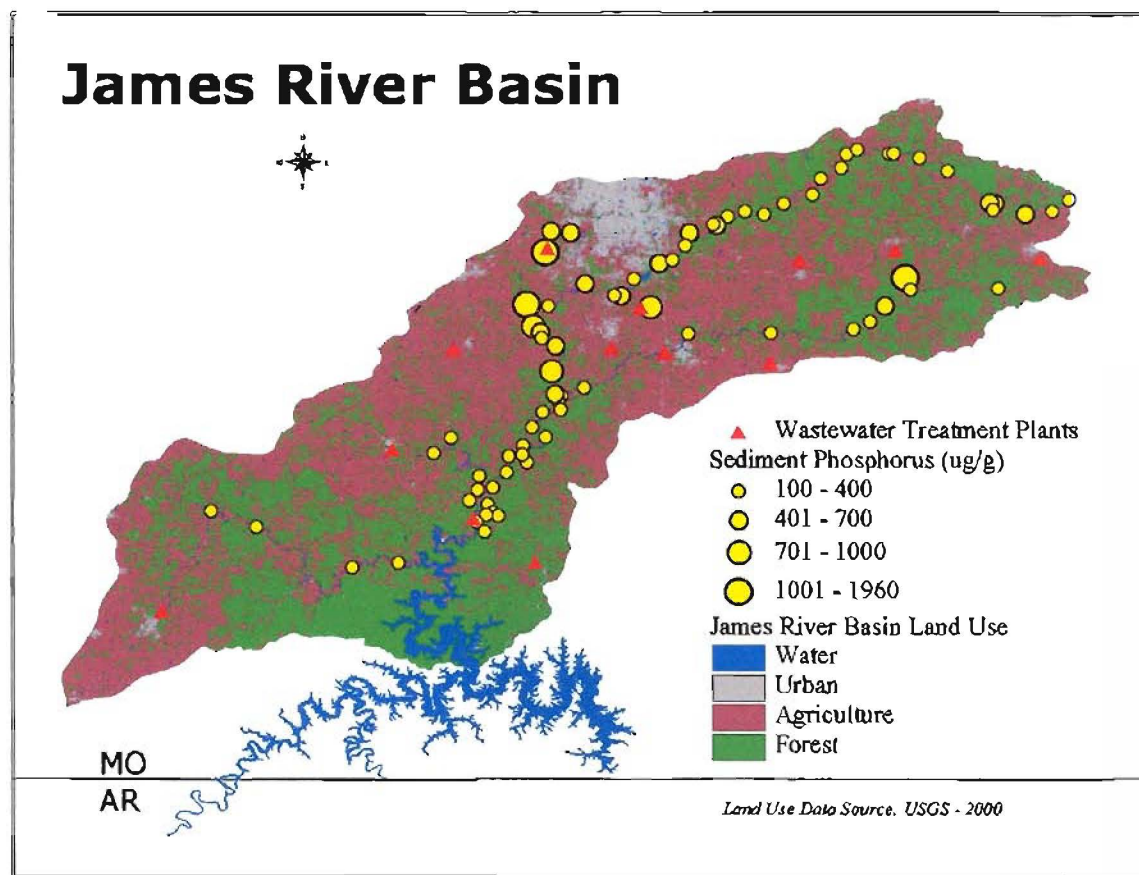 James River Basin
Wastewater Treatment Plants
Sediment Phosphorus (ug/g)
100 - 400
401 - 700
701 - 1000
1001 - 1960
James River Basin Land Use
Water
Urban
Agriculture
Forest
MO
AR
Land Use Data Source. USGS - 2000